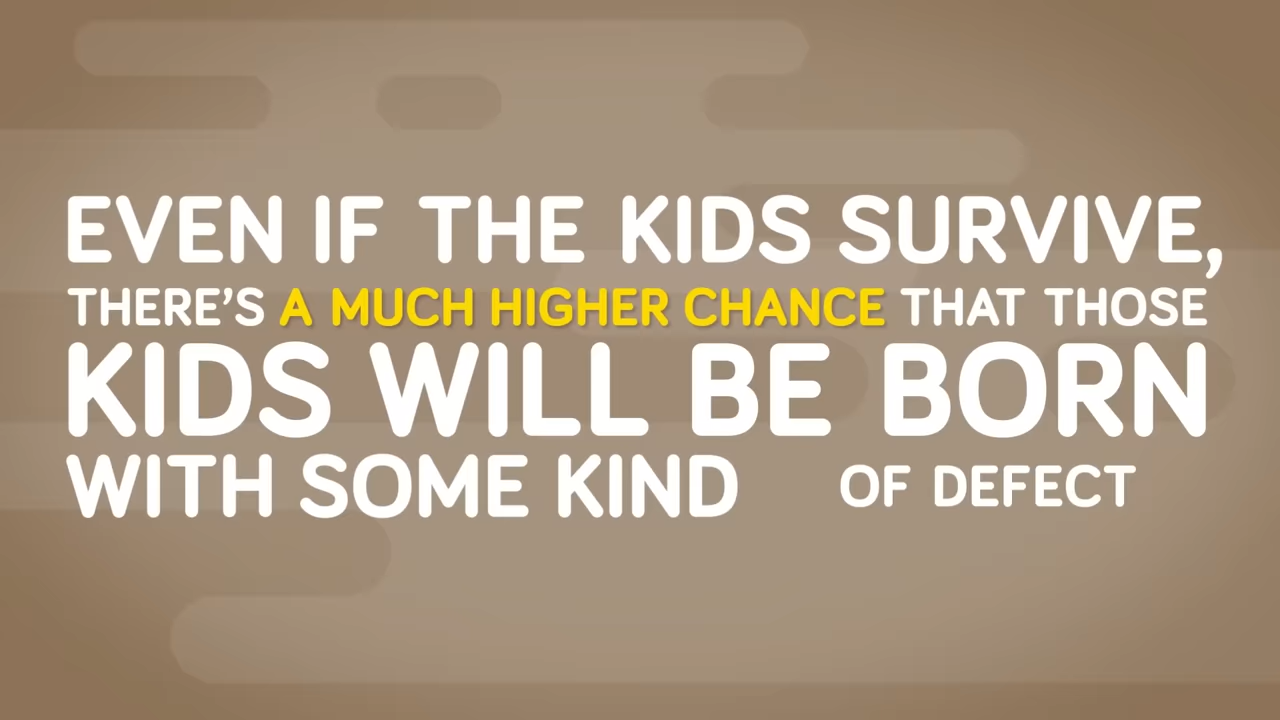 EVEN IF THE KIDS SURVIVE,
THERE'S A MUCH HIGHER CHANCE THAT THOSE
KIDS WILL BE BORN
WITH SOME KIND OF DEFECT